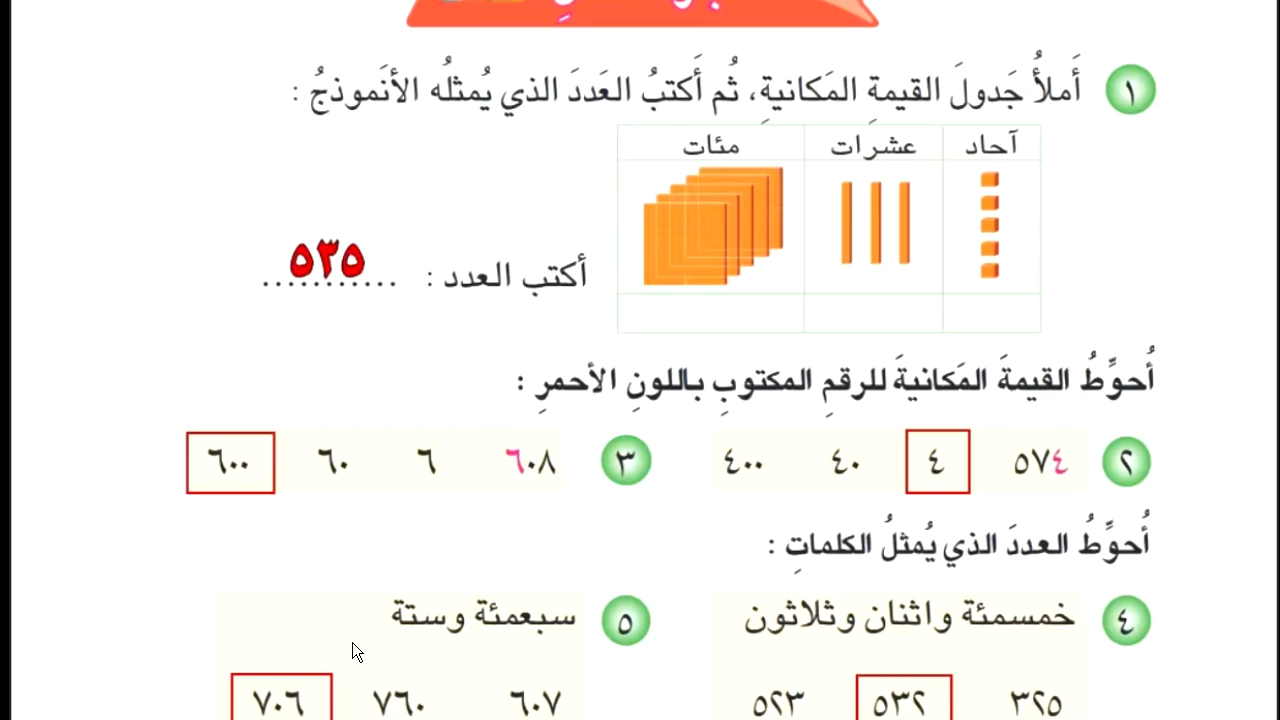 ١ أَملأُ جَدولَ القيمةِ المَكانيةِ، ثُم أَكتبُ العَددَ الذي يُمثلُه الأنَموذجُ :
آحاد عشرات مئات
أكتب العدد : ........... ٥٣٥
أُحوِّطُ القيمةَ المَكانيةَ للرقمِ المكتوبِ باللونِ الأحمرِ :
٢ ٥٧٤ ٤ ٤٠ ٤٠٠
٣ ٦٠٨ ٦ ٦٠ ٦٠٠
أُحوِّطُ العددَ الذي يُمثلُ الكلماتِ :
٤ خمسمئة واثنان وثلاثون
٣٢٥ ٥٣٢ ٥٢٣
٥ سبعمئة وستة
٦٠٧ ٧٦٠ ٧٠٦